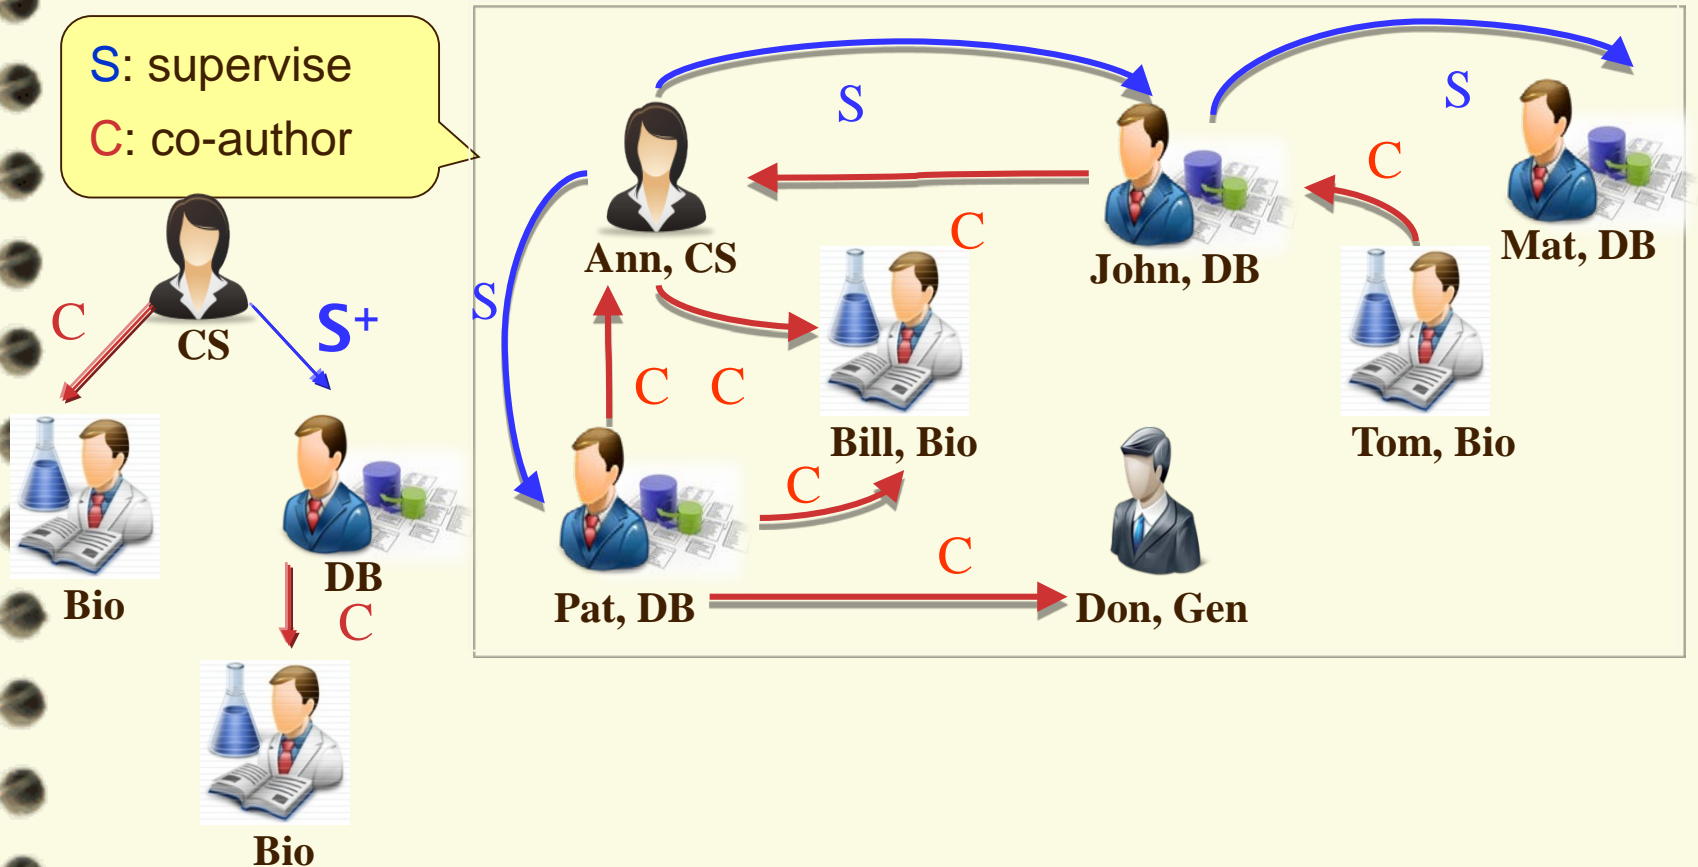 S: supervise
C: co-author
CS
C
S+
Bio
DB
C
Bio
S
S
C
C
Ann, CS
John, DB
Mat, DB
S
C
C
Bill, Bio
Tom, Bio
C
C
Pat, DB
Don, Gen